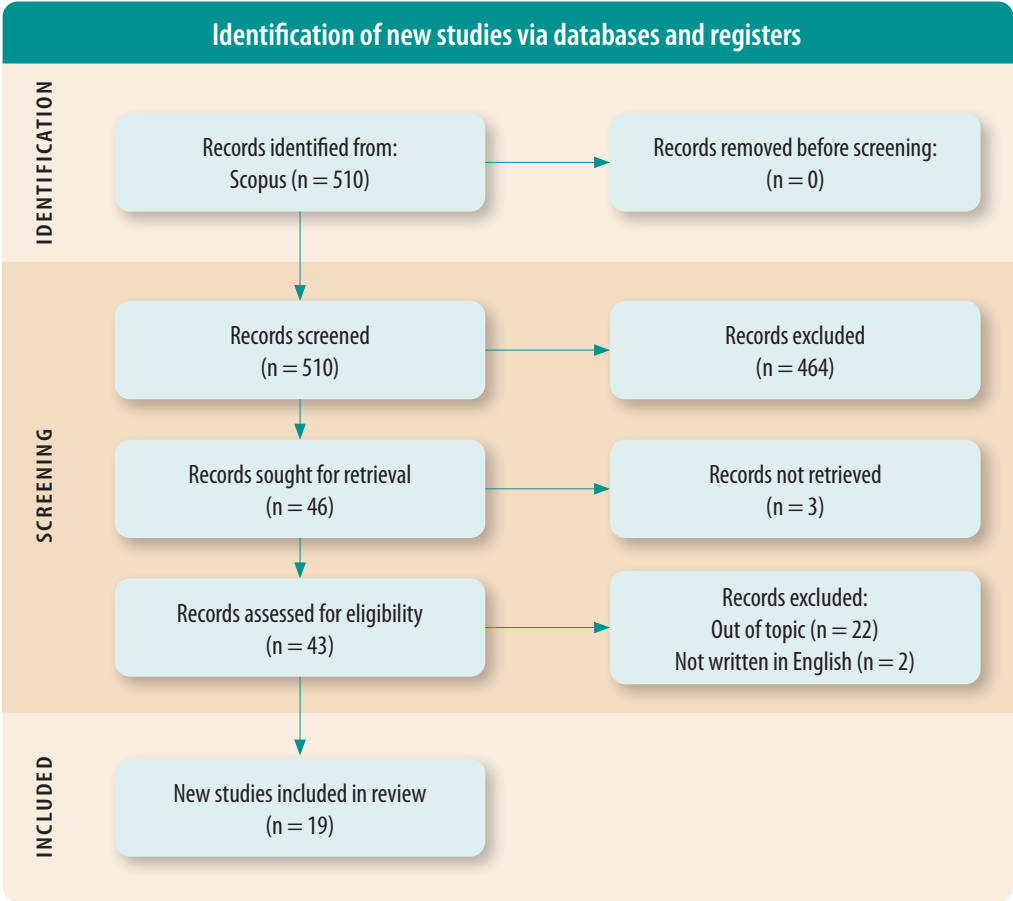 Identification of new studies via databases and registers
IDENTIFICATION
Records identified from:
Scopus (n = 510)
Records removed before screening:
(n = 0)
SCREENING
Records screened
(n = 510)
Records excluded
(n = 464)
Records sought for retrieval
(n = 46)
Records not retrieved
(n = 3)
Records assessed for eligibility
(n = 43)
Records excluded:
Out of topic (n = 22)
Not written in English (n = 2)
INCLUDED
New studies included in review
(n = 19)